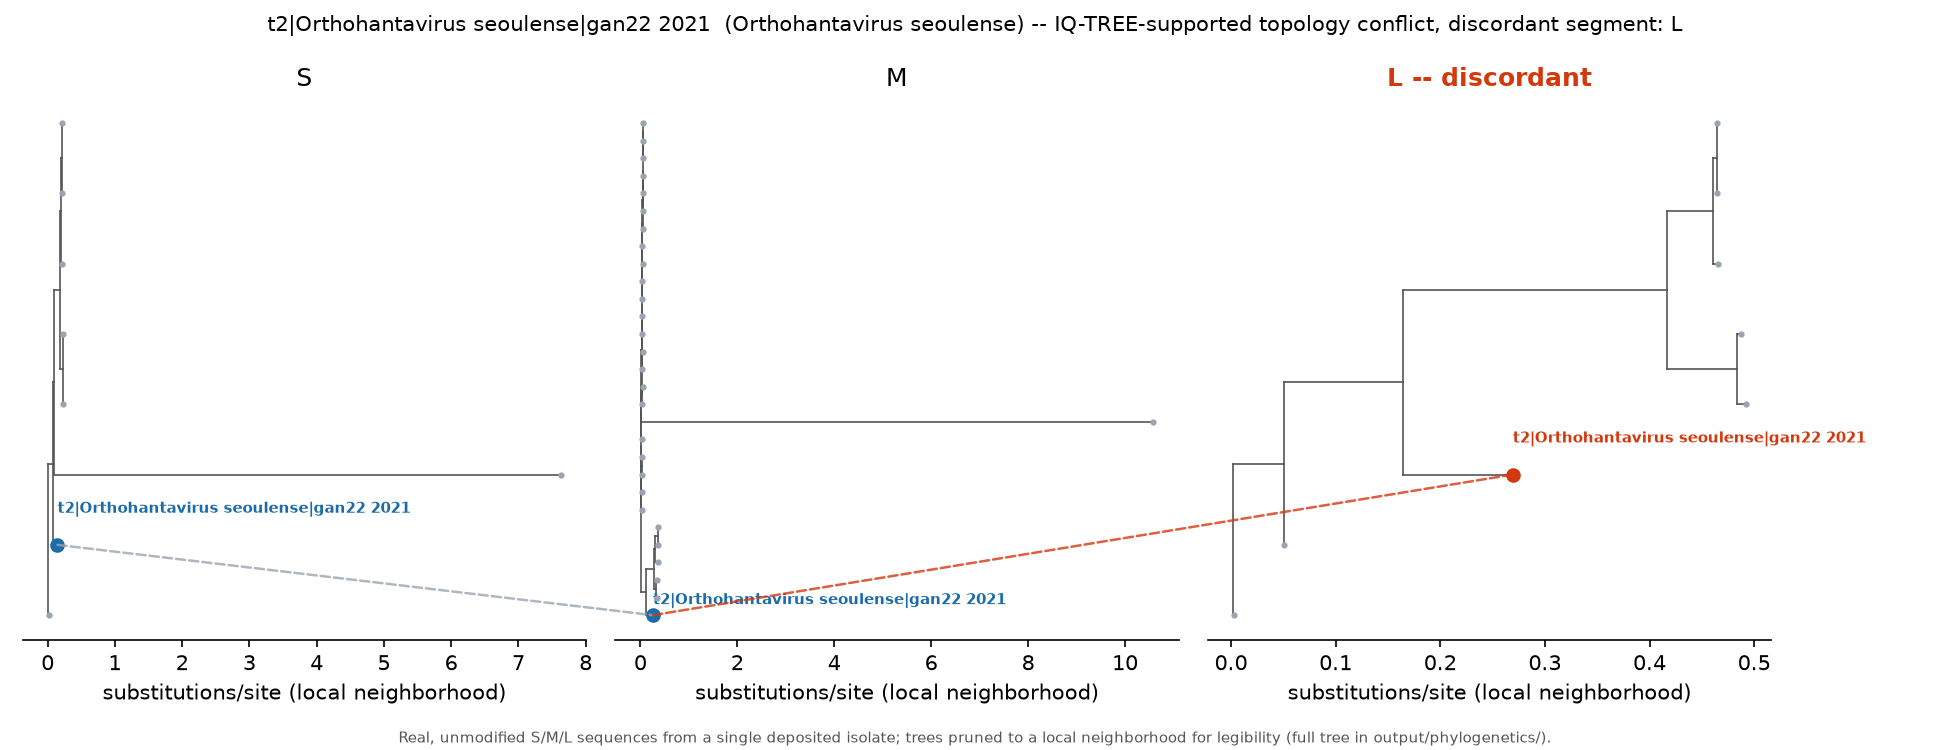 t2|Orthohantavirus seoulense|gan22 2021  (Orthohantavirus seoulense) -- IQ-TREE-supported topology conflict, discordant segment: L
S
M
L -- discordant
t2|Orthohantavirus seoulense|gan22 2021
t2|Orthohantavirus seoulense|gan22 2021
t2|Orthohantavirus seoulense|gan22 2021
0 1 2 3 4 5 6 7 8
0 2 4 6 8 10
0.0 0.1 0.2 0.3 0.4 0.5
substitutions/site (local neighborhood)
substitutions/site (local neighborhood)
substitutions/site (local neighborhood)
Real, unmodified S/M/L sequences from a single deposited isolate; trees pruned to a local neighborhood for legibility (full tree in output/phylogenetics/).